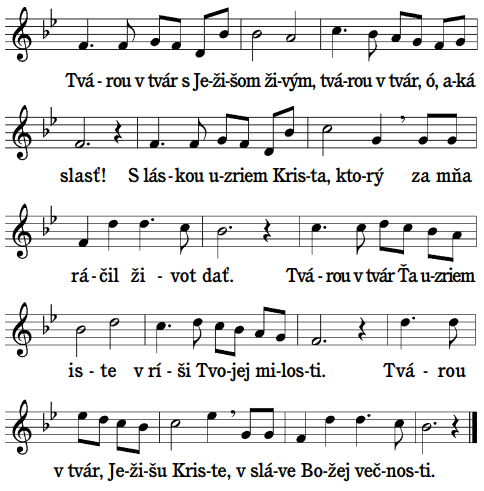 Tvá - rou v tvár s Je-ži-šom ži-vým, tvá-rou v tvár, ó, a-ká
slasť! S lás-kou u-zriem Kris-ta, kto-rý za mňa
rá-čil ži - vot dať. Tvá-rou v tvár Ťa u-zriem
is - te v rí - ši Tvo-jej mi-los-ti. Tvá - rou
v tvár, Je-ži-šu Kris-te, v slá-ve Bo-žej več-nos-ti.